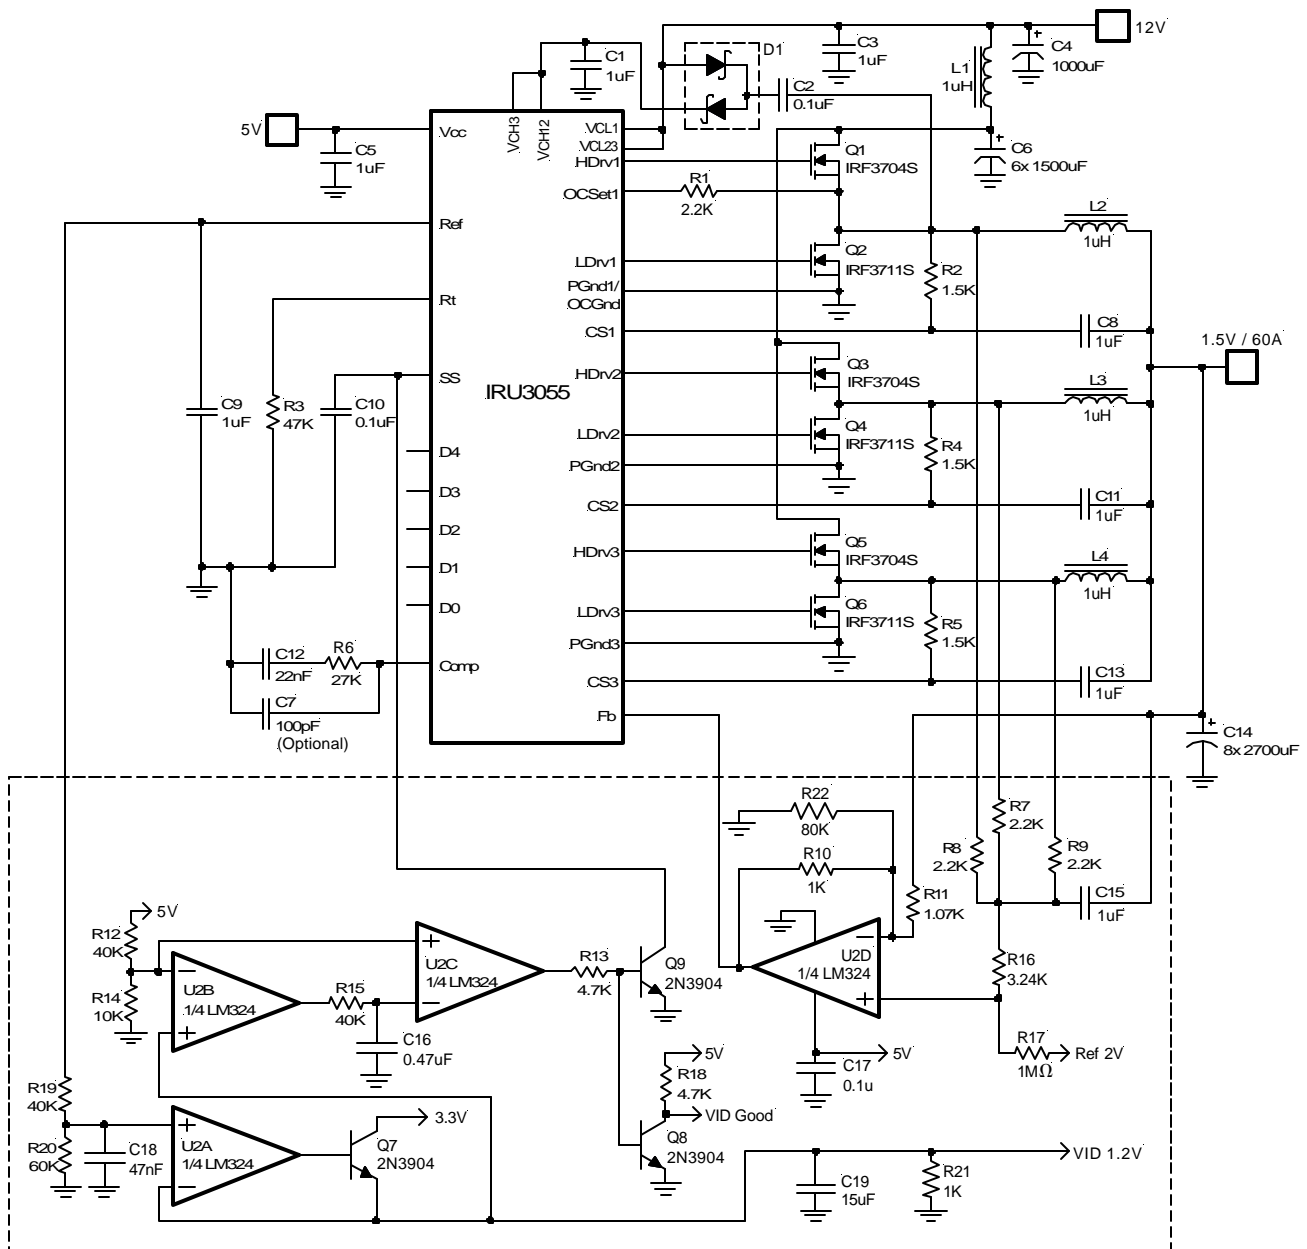 12V
C3
1uF
C4
1000uF
L1
1uH
D1
C1
1uF
C2
0.1uF
5V
C5
1uF
Vcc
VCH3
VCH12
VCL1
VCL23
HDrv1
OCSet1
R1
2.2K
Q1
IRF3704S
C6
6x 1500uF
Ref
Rt
SS
LDrv1
PGnd1/
OCGnd
CS1
Q2
IRF3711S
R2
1.5K
L2
1uH
C8
1uF
1.5V / 60A
IRU3055
HDrv2
Q3
IRF3704S
L3
1uH
C9
1uF
R3
47K
C10
0.1uF
LDrv2
Q4
IRF3711S
R4
1.5K
PGnd2
D4
D3
D2
D1
D0
CS2
C11
1uF
HDrv3
Q5
IRF3704S
L4
1uH
LDrv3
Q6
IRF3711S
R5
1.5K
PGnd3
CS3
C13
1uF
Fb
Comp
C12
22nF
R6
27K
C7
100pF
(Optional)
C14
8x 2700uF
R22
80K
R10
1K
R11
1.07K
R7
2.2K
R8
2.2K
R9
2.2K
C15
1uF
5V
R12
40K
R14
10K
U2B
1/4 LM324
R15
40K
C16
0.47uF
U2C
1/4 LM324
R13
4.7K
Q9
2N3904
U2D
1/4 LM324
R16
3.24K
R17
1MΩ
Ref 2V
C17
0.1u
5V
5V
R18
4.7K
VID Good
Q8
2N3904
R19
40K
R20
60K
C18
47nF
U2A
1/4 LM324
Q7
2N3904
3.3V
VID 1.2V
C19
15uF
R21
1K